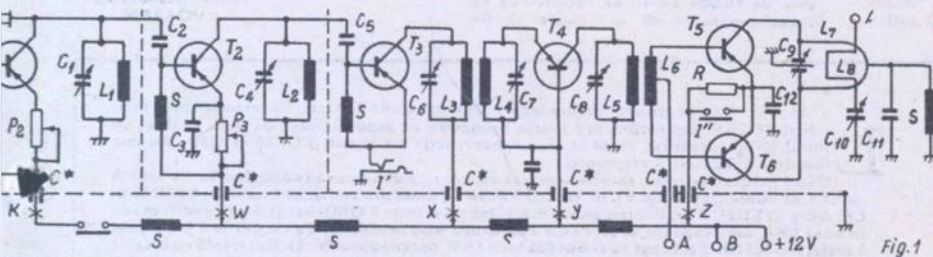 C₂ T₂ C₅ T₃ T₄ T₅ C₉ L₇
C₁ L₁ C₄ L₂ C₆ L₃ L₄ C₇ C₈ L₅ L₆ R L₈
P₂ S C₃ P₃ S I' I'' C₁₂ T₆ C₁₀ C₁₁ S
C* C* C* C* C* C*
K W X Y Z
S S S A B +12V Fig.1